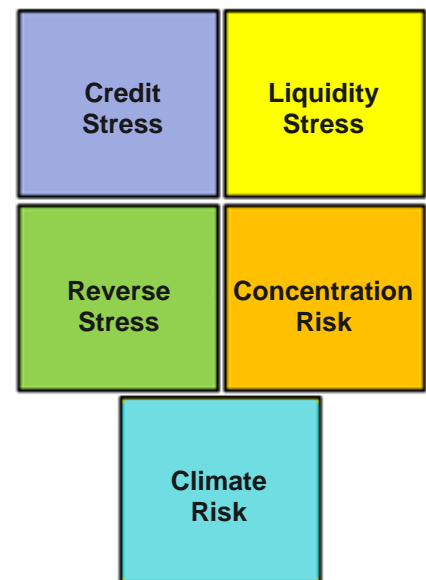 Credit
Stress
Liquidity
Stress
Reverse
Stress
Concentration
Risk
Climate
Risk